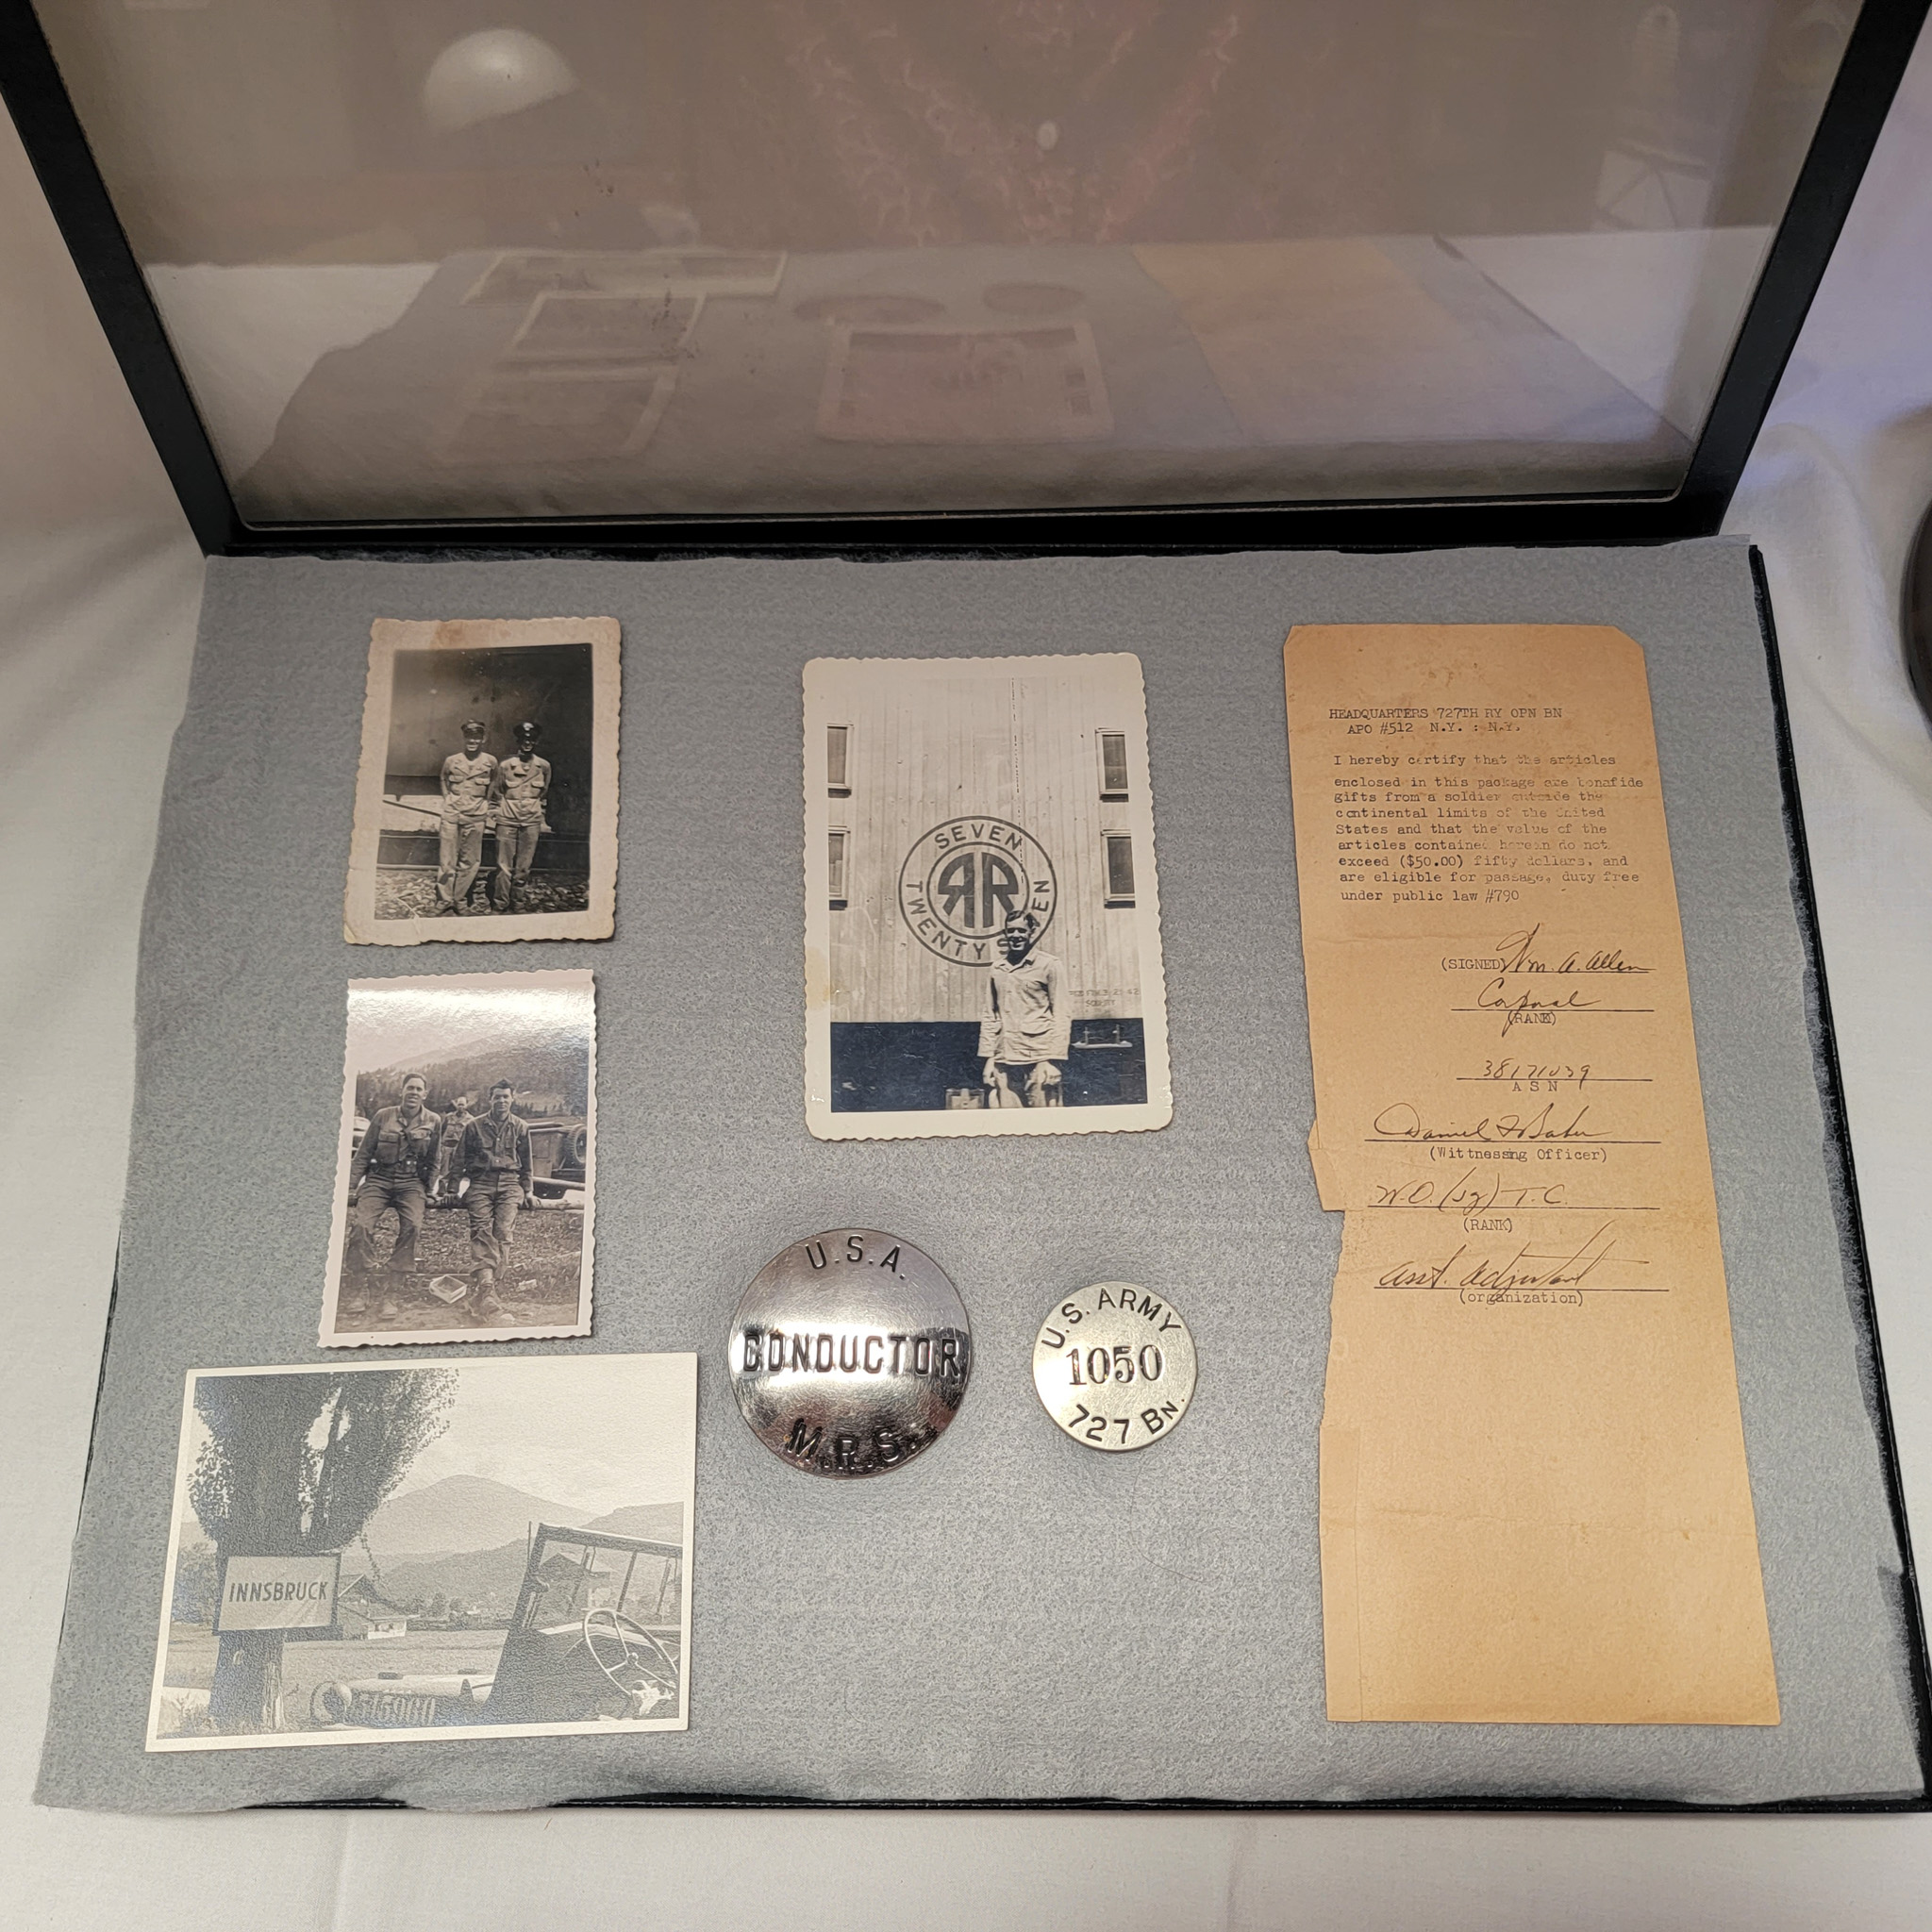 SEVEN
RR
TWENTY SEVEN
U.S.A.
CONDUCTOR
M.R.S.
U.S. ARMY
1050
727 BN.
INNSBRUCK
HEADQUARTERS 727TH RY OPN BN
APO #512 N.Y. : N.Y.
I hereby certify that the articles
enclosed in this package are bonafide
gifts from a soldier outside the
continental limits of the United
States and that the value of the
articles contained herein do not
exceed ($50.00) fifty dollars, and
are eligible for passage, duty free
under public law #790
(SIGNED) Wm. A. Allen
Corporal
(RANK)
38171039
A S N
Daniel
(Wittnessing Officer)
W.O. (jg) T.C.
(RANK)
Asst. Adjutant
(organization)